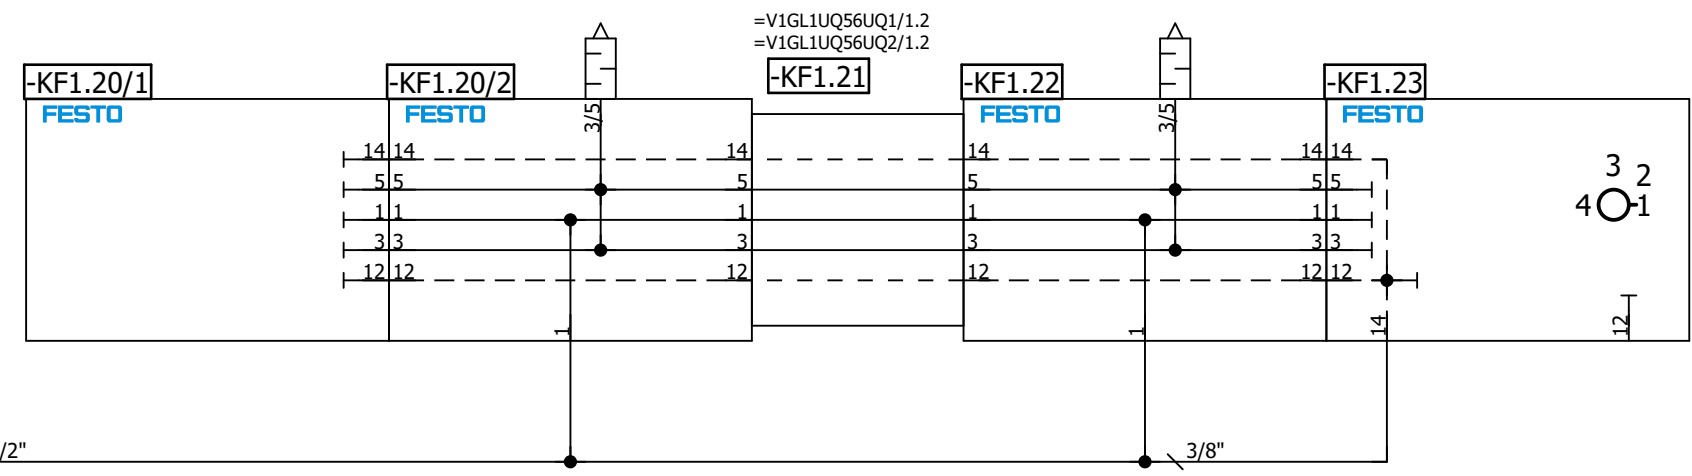 =V1GL1UQ56UQ1/1.2
=V1GL1UQ56UQ2/1.2
-KF1.20/1
-KF1.20/2
-KF1.21
-KF1.22
-KF1.23
FESTO
FESTO
FESTO
FESTO
3/5
3/5
14 14 14 14 14 14
5 5 5 5 5 5
1 1 1 1 1 1
3 3 3 3 3 3
12 12 12 12 12 12
3
2
4
1
1
1
14
12
/2"
3/8"